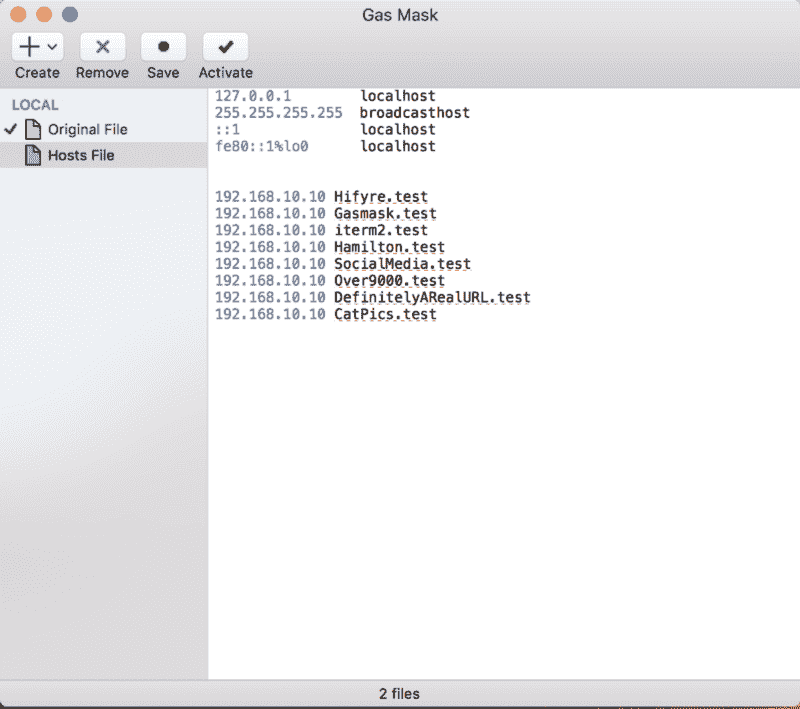 Gas Mask
Create Remove Save Activate
LOCAL
Original File
Hosts File
127.0.0.1 localhost
255.255.255.255 broadcasthost
::1 localhost
fe80::1%lo0 localhost
192.168.10.10 Hifyre.test
192.168.10.10 Gasmask.test
192.168.10.10 iterm2.test
192.168.10.10 Hamilton.test
192.168.10.10 SocialMedia.test
192.168.10.10 Over9000.test
192.168.10.10 DefinitelyARealURL.test
192.168.10.10 CatPics.test
2 files